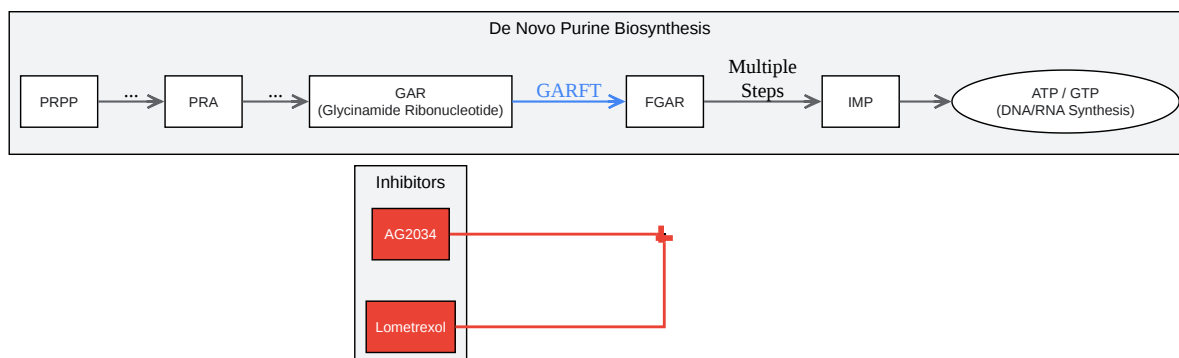 De Novo Purine Biosynthesis
PRPP
...
PRA
...
GAR
(Glycinamide Ribonucleotide)
GARFT
FGAR
Multiple
Steps
IMP
ATP / GTP
(DNA/RNA Synthesis)
Inhibitors
AG2034
Lometrexol